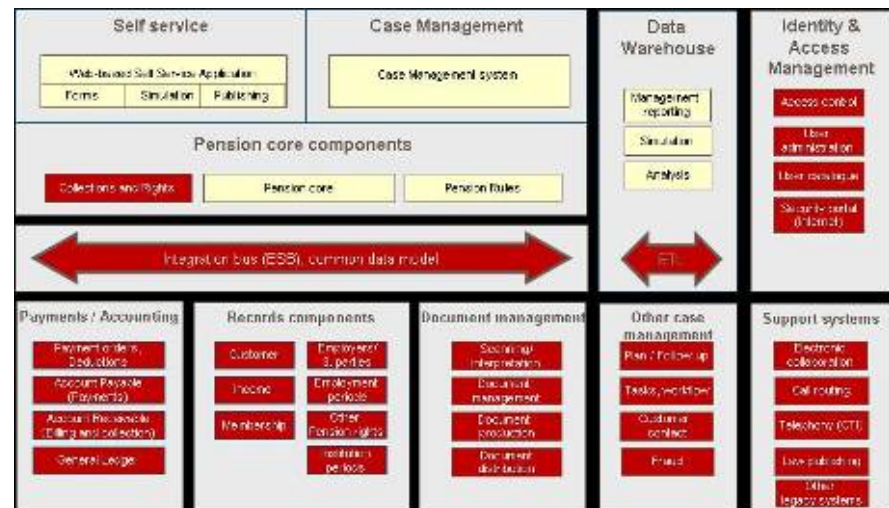 Self service
Web-based Self Service Application
Forms
Simulation
Publishing
Case Management
Case Management system
Pension core components
Collections and Rights
Pension core
Pension Rules
Integration bus (ESB), common data model
Data
Warehouse
Management
reporting
Simulation
Analysis
ETL
Identity &
Access
Management
Access control
User
administration
User catalogue
Security portal
(Internet)
Payments / Accounting
Payment orders,
Deductions
Account Payable
(Payments)
Account Receivable
(Billing and collection)
General Ledger
Records components
Customer
Income
Membership
Employers/
3. parties
Employment
periods
Other
Pension rights
Institution
periods
Document management
Scanning/
interpretation
Document
management
Document
production
Document
distribution
Other case
management
Plan / Follow up
Tasks, workflow
Customer
contact
Fraud
Support systems
Electronic
collaboration
Call routing
Telephony (CTI)
Law publishing
Other
legacy systems